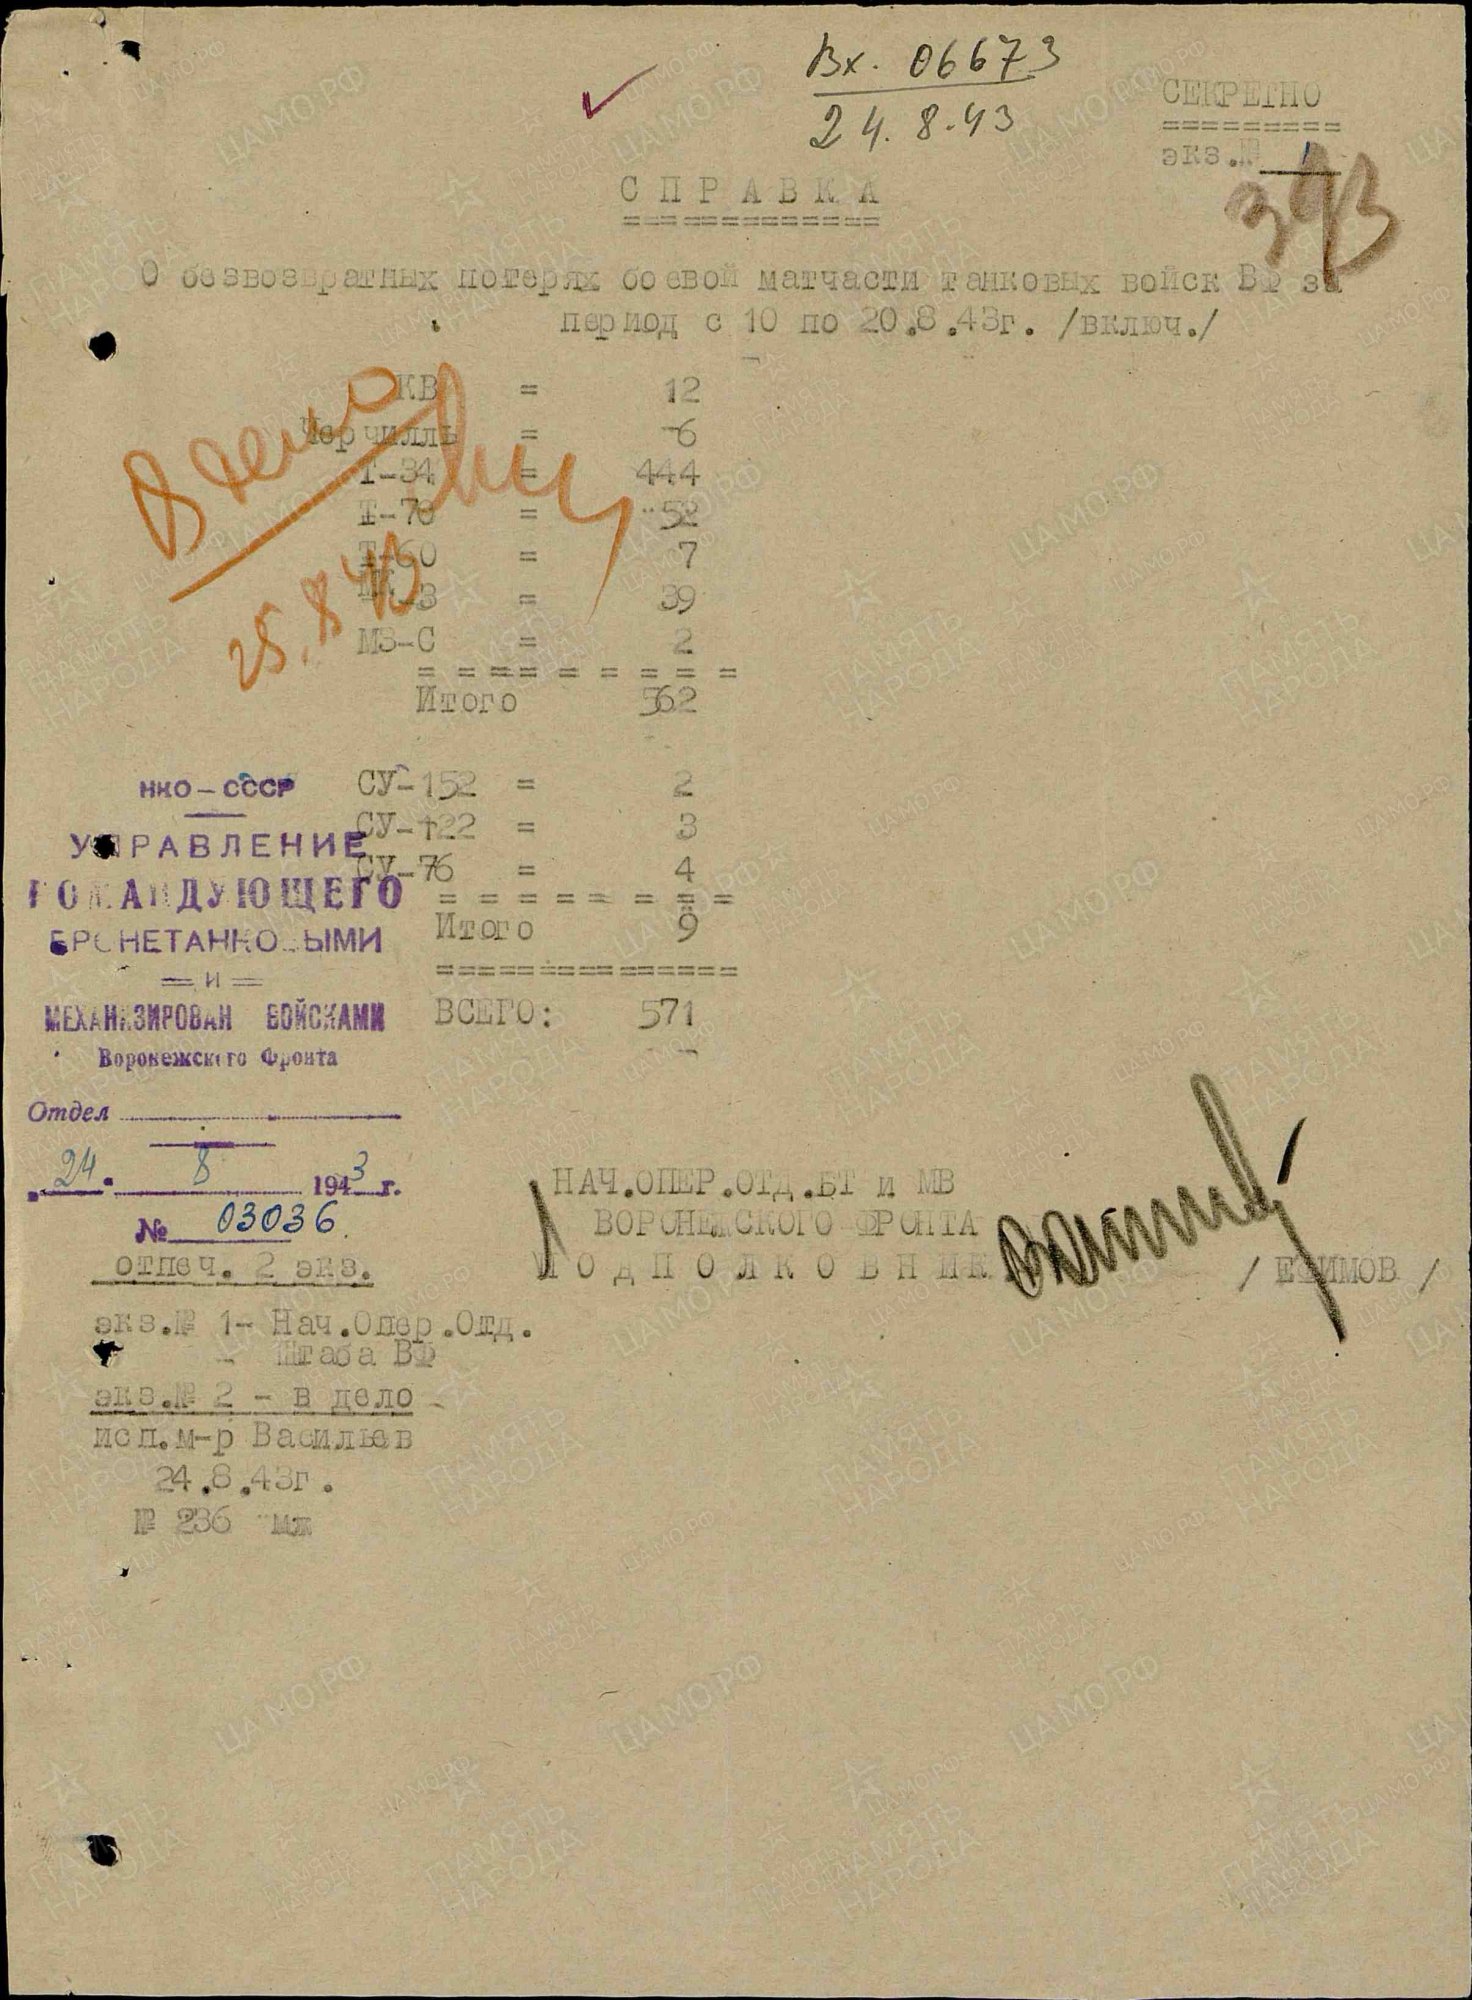 Вх. 06673
24.8.43
СЕКРЕТНО
экз.№ 1
393
СПРАВКА
О безвозвратных потерях боевой матчасти танковых войск ВФ за
период с 10 по 20.8.43г. /включ./
КВ = 12
Черчилль = 6
Т-34 = 444
Т-70 = 52
Т-60 = 7
МК-3 = 39
М3-С = 2
Итого 562
В дело
25.8.43
СУ-152 = 2
СУ-122 = 3
СУ-76 = 4
Итого 9
ВСЕГО: 571
НКО-СССР
УПРАВЛЕНИЕ
КОМАНДУЮЩЕГО
БРОНЕТАНКОВЫМИ
и
МЕХАНИЗИРОВАН ВОЙСКАМИ
Воронежского Фронта
Отдел
24. 8 1943 г.
№ 03036.
НАЧ.ОПЕР.ОТД.БТ и МВ
ВОРОНЕЖСКОГО ФРОНТА
ПОДПОЛКОВНИК /ЕФИМОВ/
отпеч. 2 экз.
экз.№ 1- Нач.Опер.Отд.
Штаба ВФ
экз.№ 2 - в дело
исп.м-р Васильев
24.8.43г.
№ 236 мж
ЦАМО.РФ
ПАМЯТЬ НАРОДА